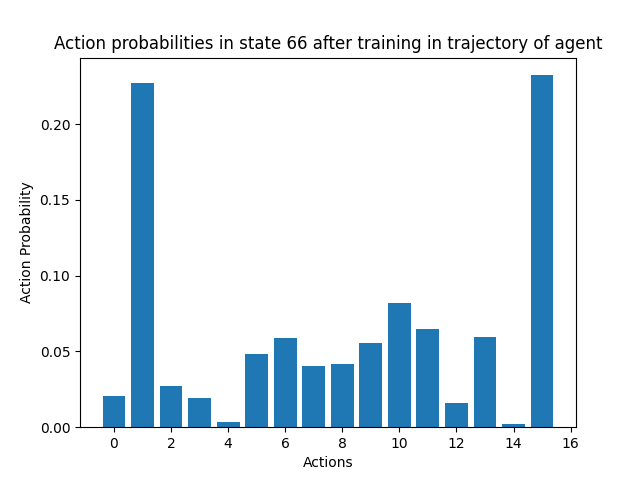 Action probabilities in state 66 after training in trajectory of agent
0.20
0.15
0.10
0.05
0.00
Action Probability
0 2 4 6 8 10 12 14 16
Actions